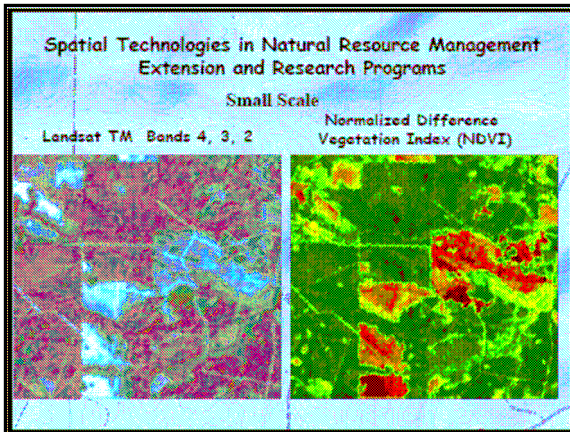 Spatial Technologies in Natural Resource Management
Extension and Research Programs
Small Scale
Landsat TM Bands 4, 3, 2
Normalized Difference
Vegetation Index (NDVI)